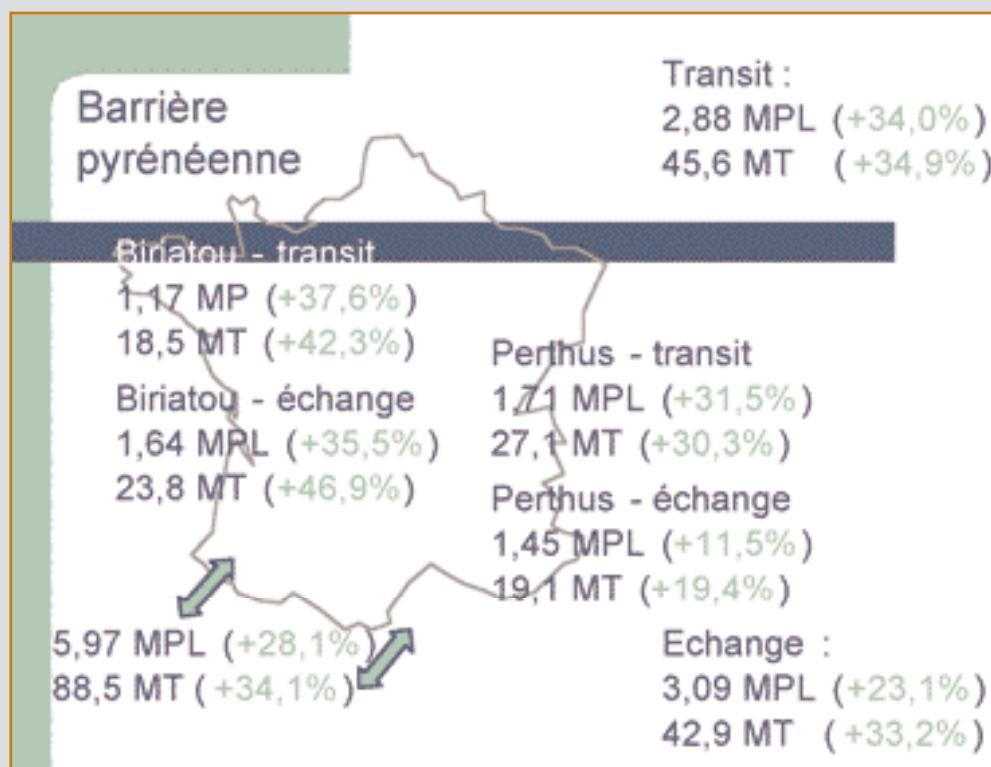 Barrière
pyrénéenne
Transit :
2,88 MPL (+34,0%)
45,6 MT (+34,9%)
Biriatou - transit
1,17 MP (+37,6%)
18,5 MT (+42,3%)
Biriatou - échange
1,64 MPL (+35,5%)
23,8 MT (+46,9%)
Perthus - transit
1,71 MPL (+31,5%)
27,1 MT (+30,3%)
Perthus - échange
1,45 MPL (+11,5%)
19,1 MT (+19,4%)
5,97 MPL (+28,1%)
88,5 MT ( +34,1%)
Echange :
3,09 MPL (+23,1%)
42,9 MT ( +33,2%)